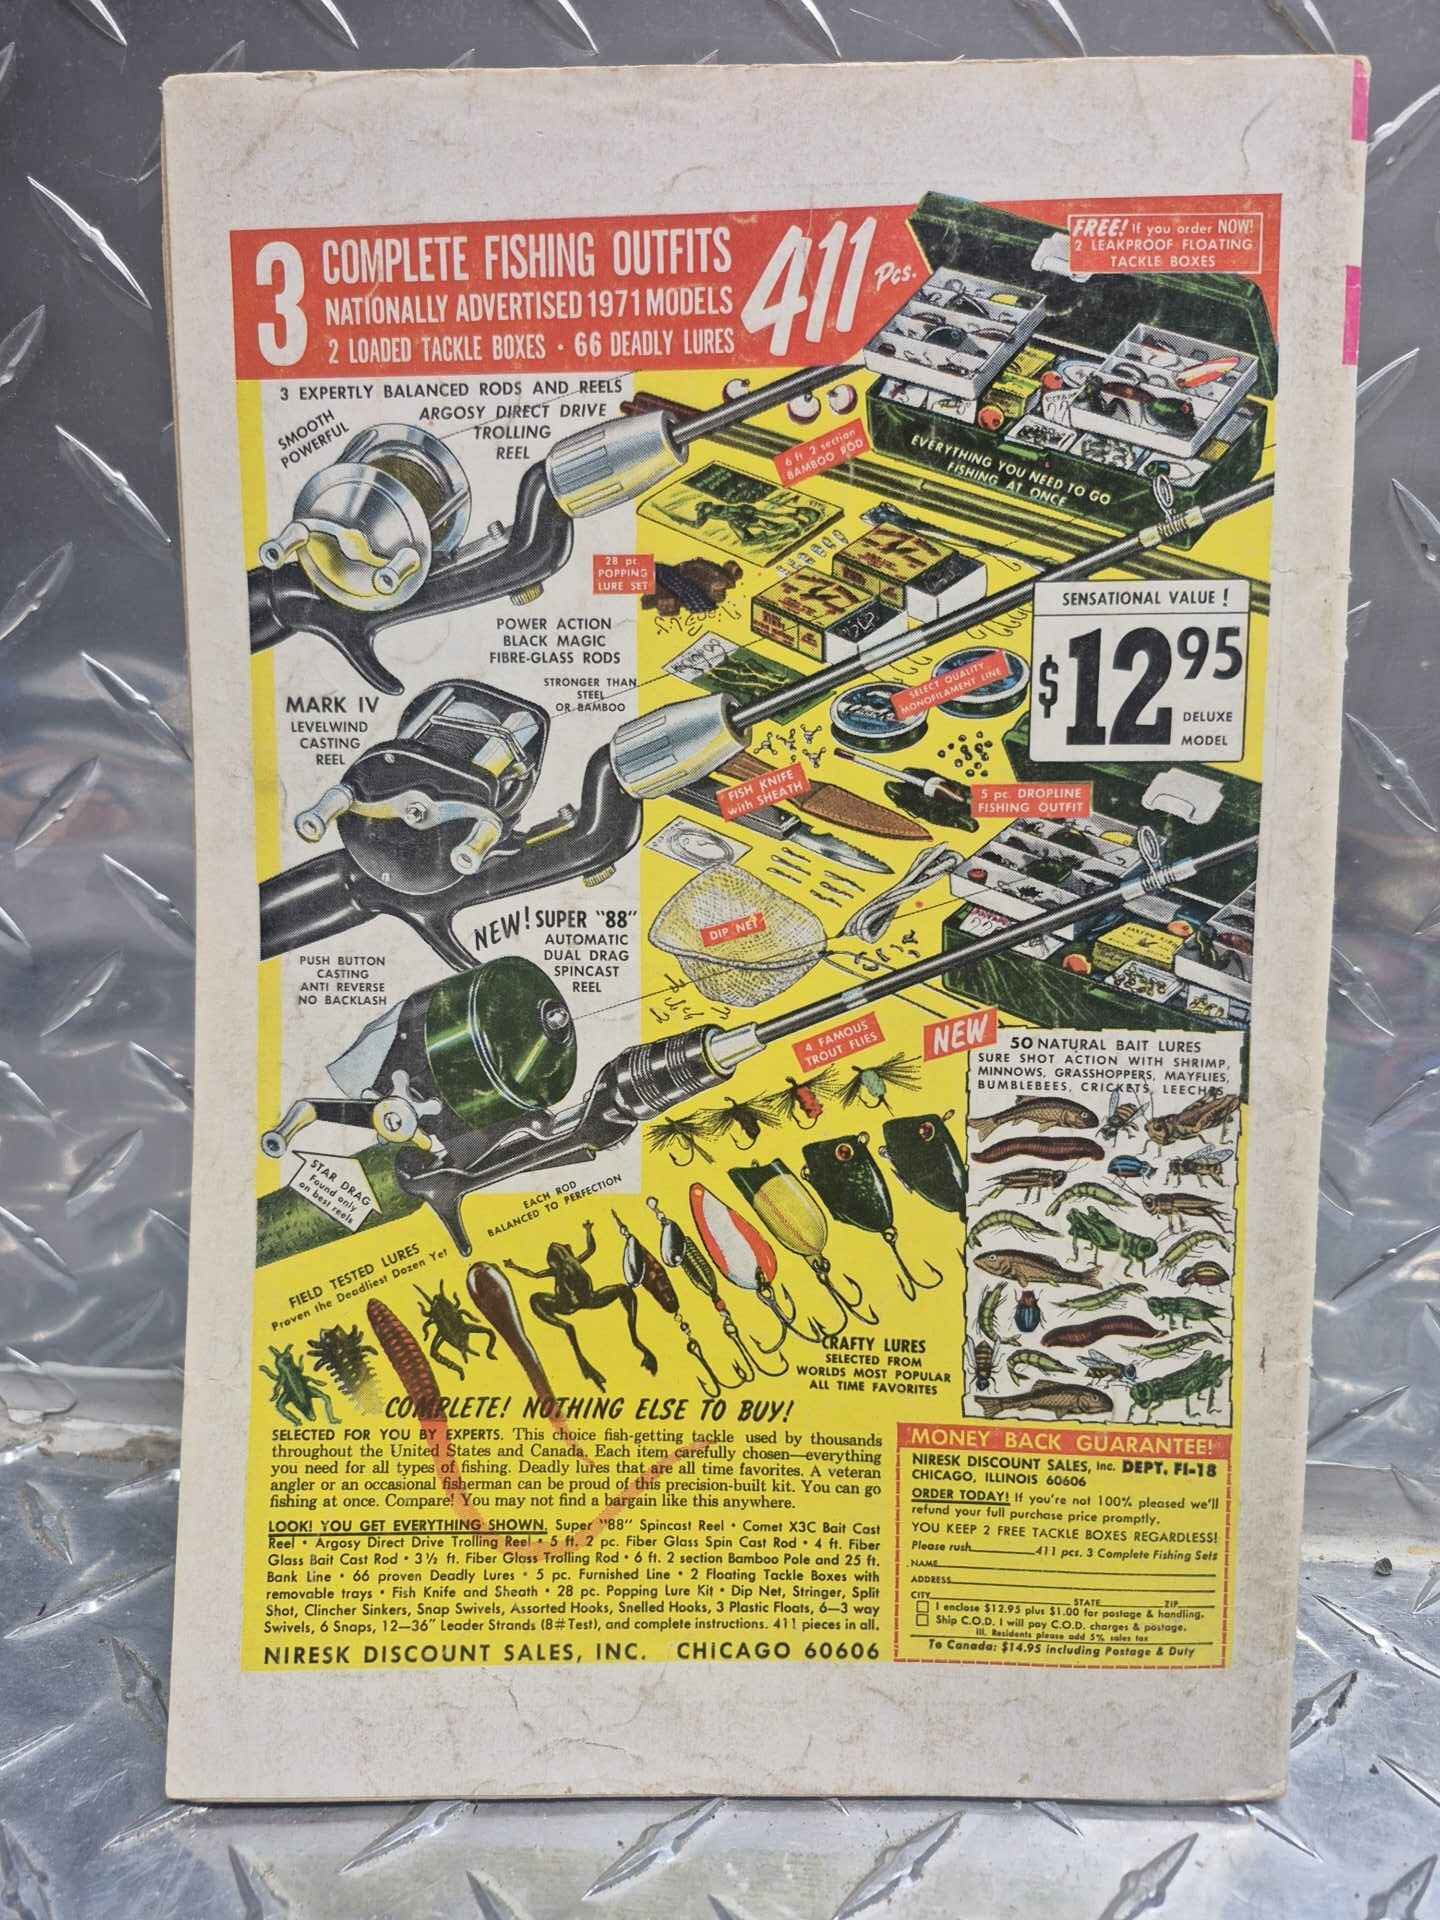 3 COMPLETE FISHING OUTFITS
NATIONALLY ADVERTISED 1971 MODELS
2 LOADED TACKLE BOXES • 66 DEADLY LURES
411 Pcs.
FREE! If you order NOW!
2 LEAKPROOF FLOATING
TACKLE BOXES
3 EXPERTLY BALANCED RODS AND REELS
SMOOTH
POWERFUL
ARGOSY DIRECT DRIVE
TROLLING
REEL
6 ft 2 section
BAMBOO ROD
EVERYTHING YOU NEED TO GO
FISHING AT ONCE
28 pc.
POPPING
LURE SET
POWER ACTION
BLACK MAGIC
FIBRE-GLASS RODS
STRONGER THAN
STEEL
OR BAMBOO
SENSATIONAL VALUE!
$12.95
DELUXE
MODEL
SELECT QUALITY
MONOFILAMENT LINE
MARK IV
LEVELWIND
CASTING
REEL
FISH KNIFE
with SHEATH
5 pc. DROPLINE
FISHING OUTFIT
NEW! SUPER "88"
AUTOMATIC
DUAL DRAG
SPINCAST
REEL
DIP NET
PUSH BUTTON
CASTING
ANTI REVERSE
NO BACKLASH
4 FAMOUS
TROUT FLIES
NEW
50 NATURAL BAIT LURES
SURE SHOT ACTION WITH SHRIMP,
MINNOWS, GRASSHOPPERS, MAYFLIES,
BUMBLEBEES, CRICKETS, LEECHES
STAR DRAG
Found only
on best reels
EACH ROD
BALANCED TO PERFECTION
FIELD TESTED LURES
Proven the Deadliest Dozen Yet
CRAFTY LURES
SELECTED FROM
WORLDS MOST POPULAR
ALL TIME FAVORITES
COMPLETE! NOTHING ELSE TO BUY!
SELECTED FOR YOU BY EXPERTS. This choice fish-getting tackle used by thousands
throughout the United States and Canada. Each item carefully chosen—everything
you need for all types of fishing. Deadly lures that are all time favorites. A veteran
angler or an occasional fisherman can be proud of this precision-built kit. You can go
fishing at once. Compare! You may not find a bargain like this anywhere.
LOOK! YOU GET EVERYTHING SHOWN. Super "88" Spincast Reel • Comet X3C Bait Cast
Reel • Argosy Direct Drive Trolling Reel • 5 ft. 2 pc. Fiber Glass Spin Cast Rod • 4 ft. Fiber
Glass Bait Cast Rod • 3½ ft. Fiber Glass Trolling Rod • 6 ft. 2 section Bamboo Pole and 25 ft.
Bank Line • 66 proven Deadly Lures • 5 pc. Furnished Line • 2 Floating Tackle Boxes with
removable trays • Fish Knife and Sheath • 28 pc. Popping Lure Kit • Dip Net, Stringer, Split
Shot, Clincher Sinkers, Snap Swivels, Assorted Hooks, Snelled Hooks, 3 Plastic Floats, 6—3 way
Swivels, 6 Snaps, 12—36" Leader Strands (8# Test), and complete instructions. 411 pieces in all.
NIRESK DISCOUNT SALES, INC. CHICAGO 60606
MONEY BACK GUARANTEE!
NIRESK DISCOUNT SALES, Inc. DEPT. FI-18
CHICAGO, ILLINOIS 60606
ORDER TODAY! If you're not 100% pleased we'll
refund your full purchase price promptly.
YOU KEEP 2 FREE TACKLE BOXES REGARDLESS!
Please rush 411 pcs. 3 Complete Fishing Sets
NAME
ADDRESS
CITY STATE ZIP
I enclose $12.95 plus $1.00 for postage & handling.
Ship C.O.D. I will pay C.O.D. charges & postage.
Ill. Residents please add 5% sales tax
To Canada: $14.95 including Postage & Duty